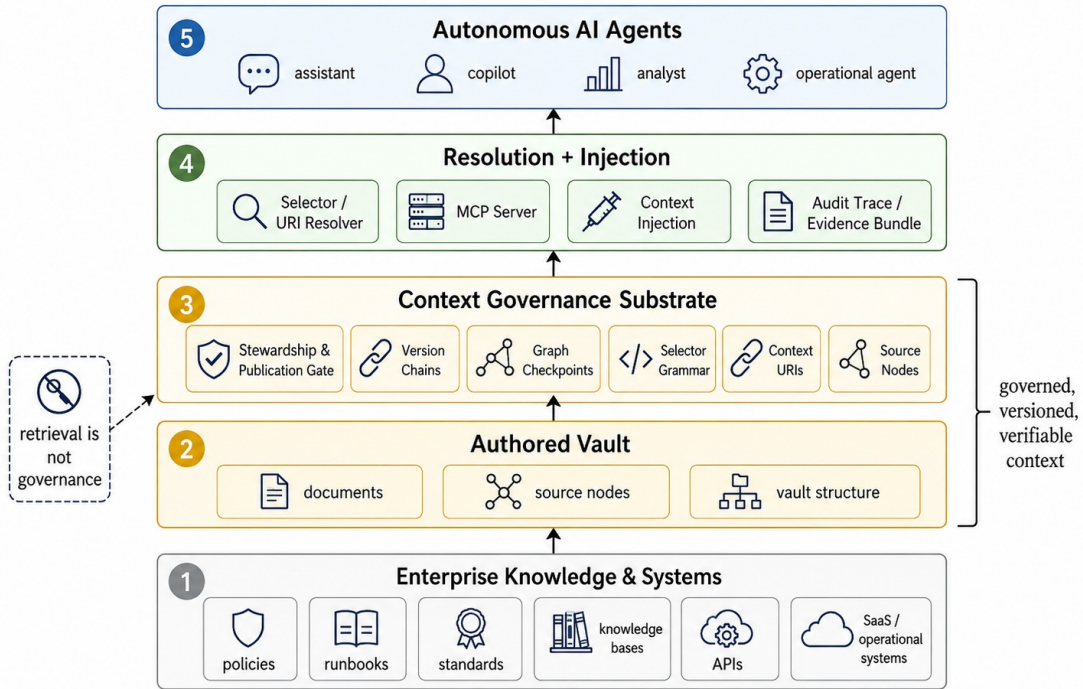 5
Autonomous AI Agents
assistant
copilot
analyst
operational agent
4
Resolution + Injection
Selector /
URI Resolver
MCP Server
Context
Injection
Audit Trace /
Evidence Bundle
3
Context Governance Substrate
Stewardship &
Publication Gate
Version
Chains
Graph
Checkpoints
</>
Selector
Grammar
Context
URIs
Source
Nodes
retrieval is
not
governance
governed,
versioned,
verifiable
context
2
Authored Vault
documents
source nodes
vault structure
1
Enterprise Knowledge & Systems
policies
runbooks
standards
knowledge
bases
APIs
SaaS /
operational
systems